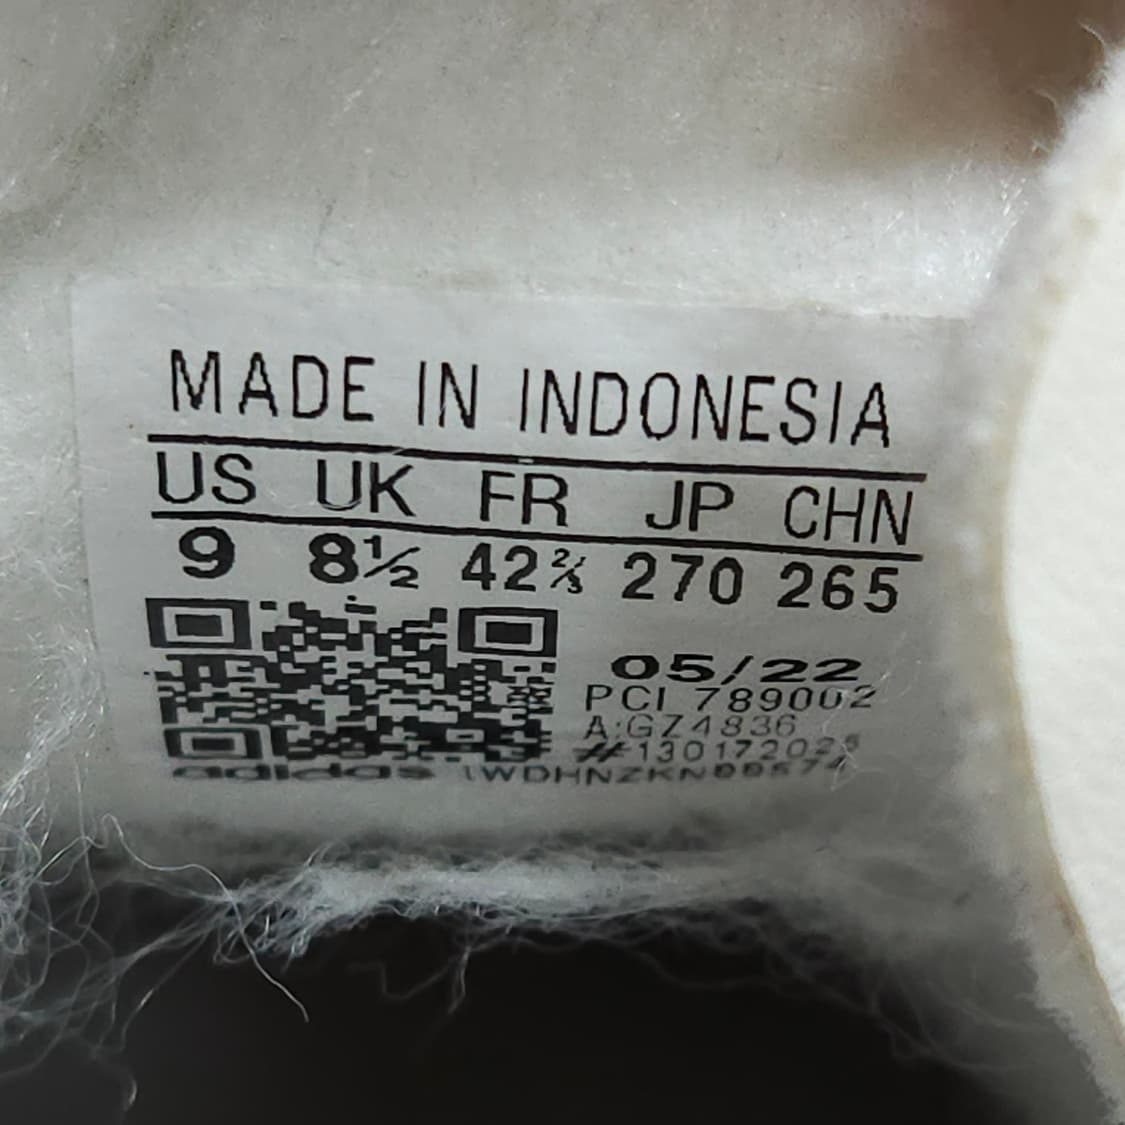 MADE IN INDONESIA
US UK FR JP CHN
9 8½ 42⅔ 270 265
05/22
PCI 789002
A:GZ4836
#1301720225
adidas